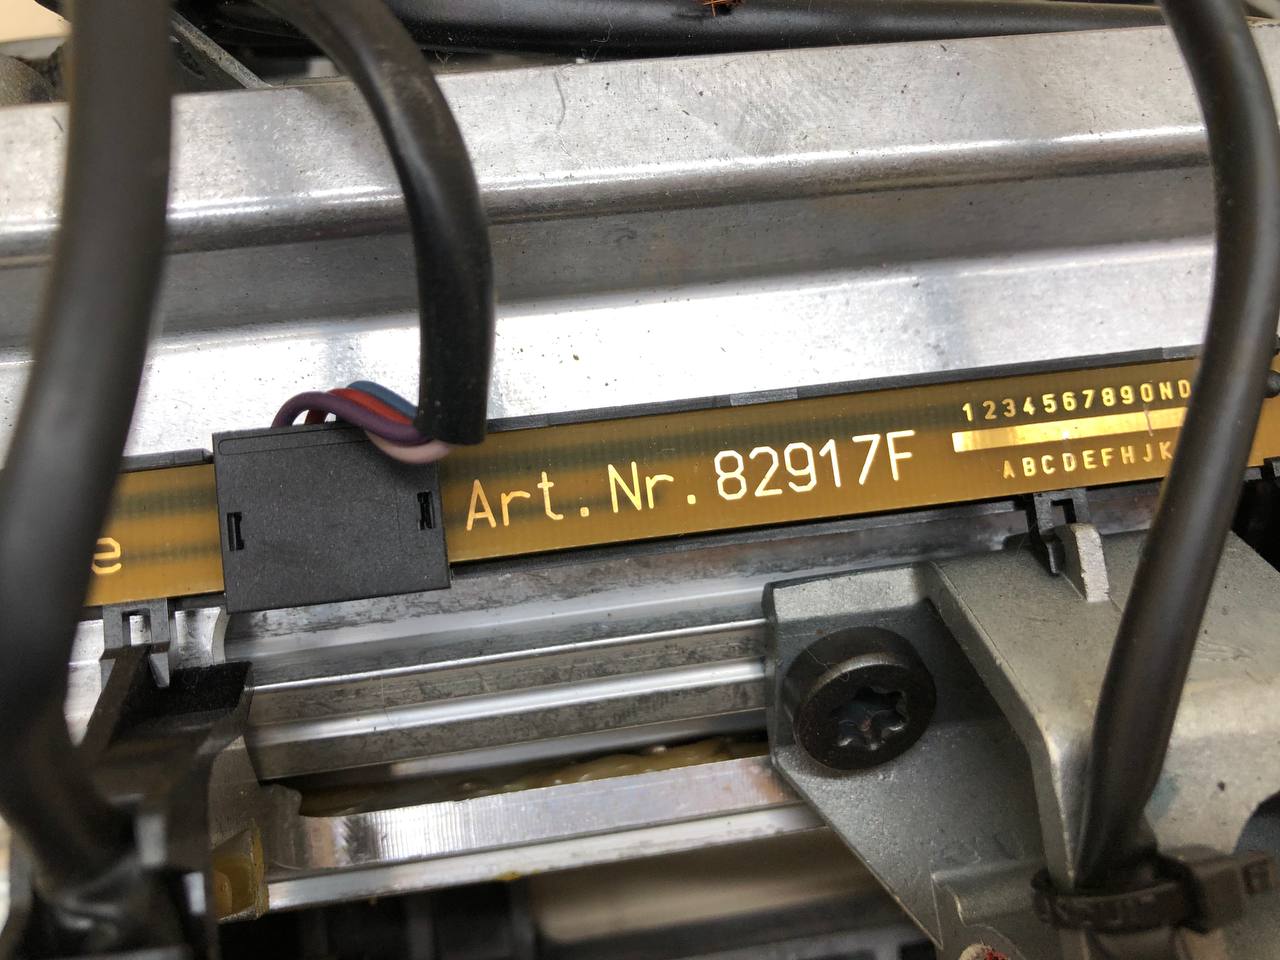 e
Art. Nr. 82917F
1234567890ND
ABCDEFHJK